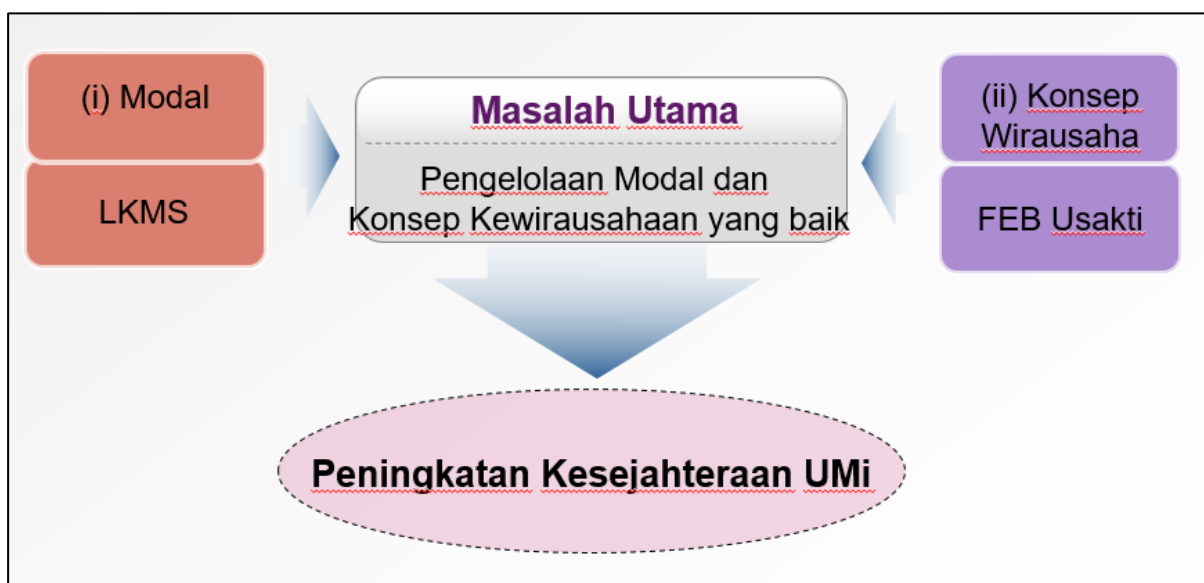 (i) Modal
LKMS
Masalah Utama
Pengelolaan Modal dan
Konsep Kewirausahaan yang baik
(ii) Konsep
Wirausaha
FEB Usakti
Peningkatan Kesejahteraan UMi